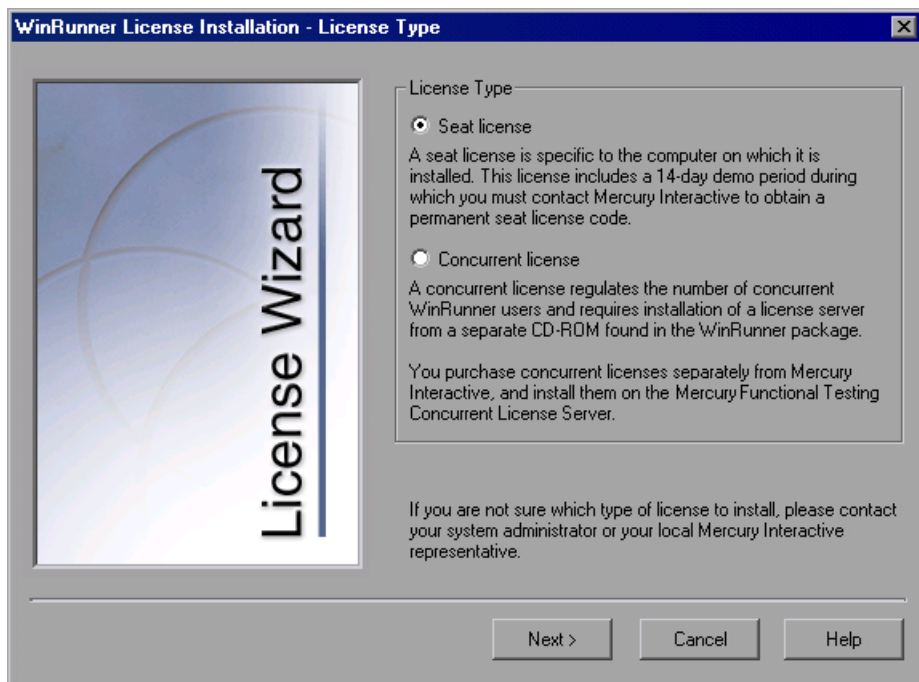 WinRunner License Installation - License Type
License Wizard
License Type
Seat license
A seat license is specific to the computer on which it is
installed. This license includes a 14-day demo period during
which you must contact Mercury Interactive to obtain a
permanent seat license code.
Concurrent license
A concurrent license regulates the number of concurrent
WinRunner users and requires installation of a license server
from a separate CD-ROM found in the WinRunner package.
You purchase concurrent licenses separately from Mercury
Interactive, and install them on the Mercury Functional Testing
Concurrent License Server.
If you are not sure which type of license to install, please contact
your system administrator or your local Mercury Interactive
representative.
Next >
Cancel
Help